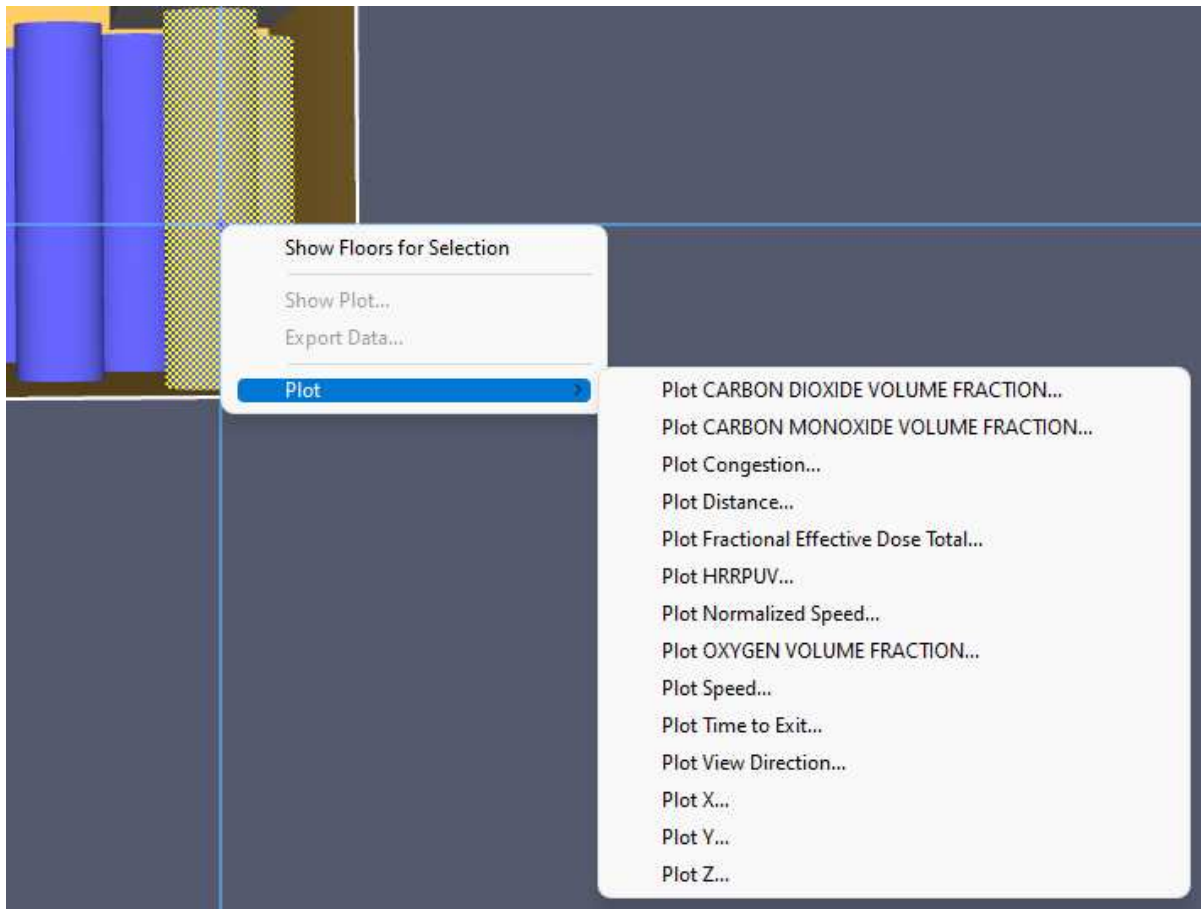 Show Floors for Selection
Show Plot...
Export Data...
Plot
Plot CARBON DIOXIDE VOLUME FRACTION...
Plot CARBON MONOXIDE VOLUME FRACTION...
Plot Congestion...
Plot Distance...
Plot Fractional Effective Dose Total...
Plot HRRPUV...
Plot Normalized Speed...
Plot OXYGEN VOLUME FRACTION...
Plot Speed...
Plot Time to Exit...
Plot View Direction...
Plot X...
Plot Y...
Plot Z...